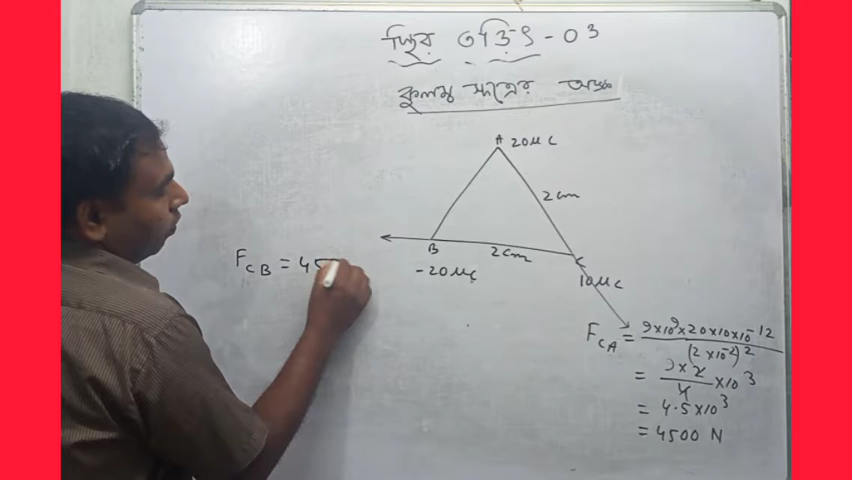 স্থির তড়িৎ-03
কুলম্ব সূত্রের অঙ্ক
A 20μC
2cm
B
2cm
C
-20μC
10μC
F_CB = 45
F_CA = 9×10⁹×20×10×10⁻¹² / (2×10⁻²)²
= 9×2 / 4 ×10³
= 4.5×10³
= 4500 N